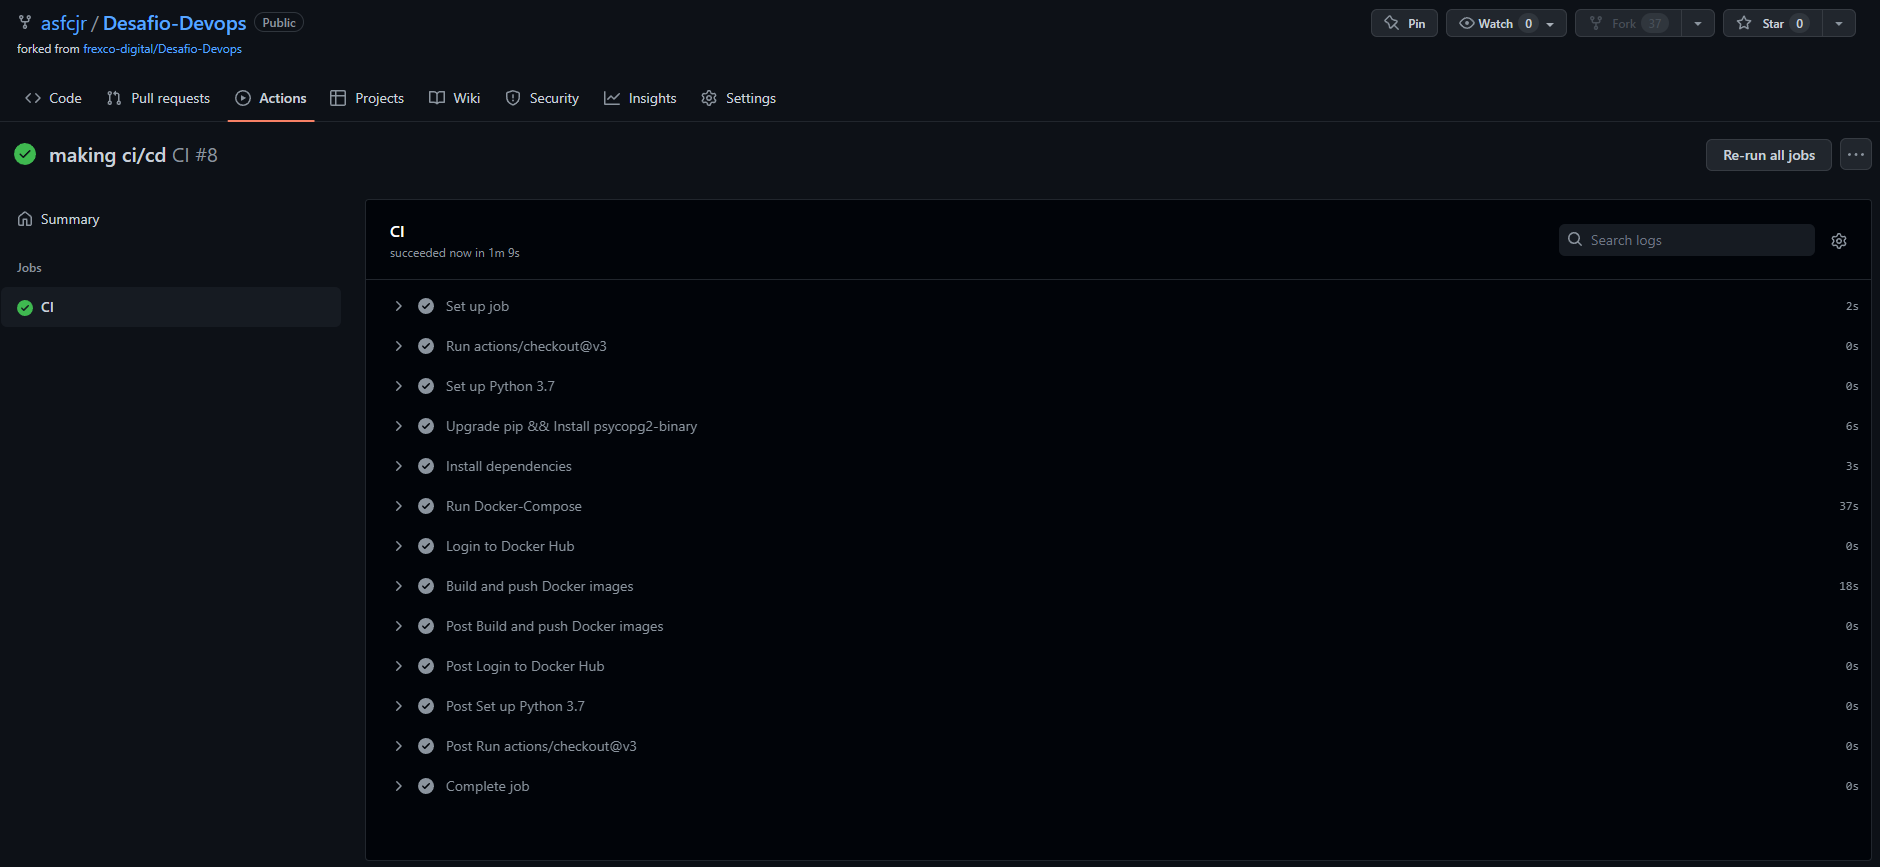 asfcjr / Desafio-Devops Public
Pin Watch 0 Fork 37 Star 0
forked from frexco-digital/Desafio-Devops
Code Pull requests Actions Projects Wiki Security Insights Settings
making ci/cd CI #8
Re-run all jobs
Summary
Jobs
CI
CI
succeeded now in 1m 9s
Search logs
Set up job 2s
Run actions/checkout@v3 0s
Set up Python 3.7 0s
Upgrade pip && Install psycopg2-binary 6s
Install dependencies 3s
Run Docker-Compose 37s
Login to Docker Hub 0s
Build and push Docker images 18s
Post Build and push Docker images 0s
Post Login to Docker Hub 0s
Post Set up Python 3.7 0s
Post Run actions/checkout@v3 0s
Complete job 0s